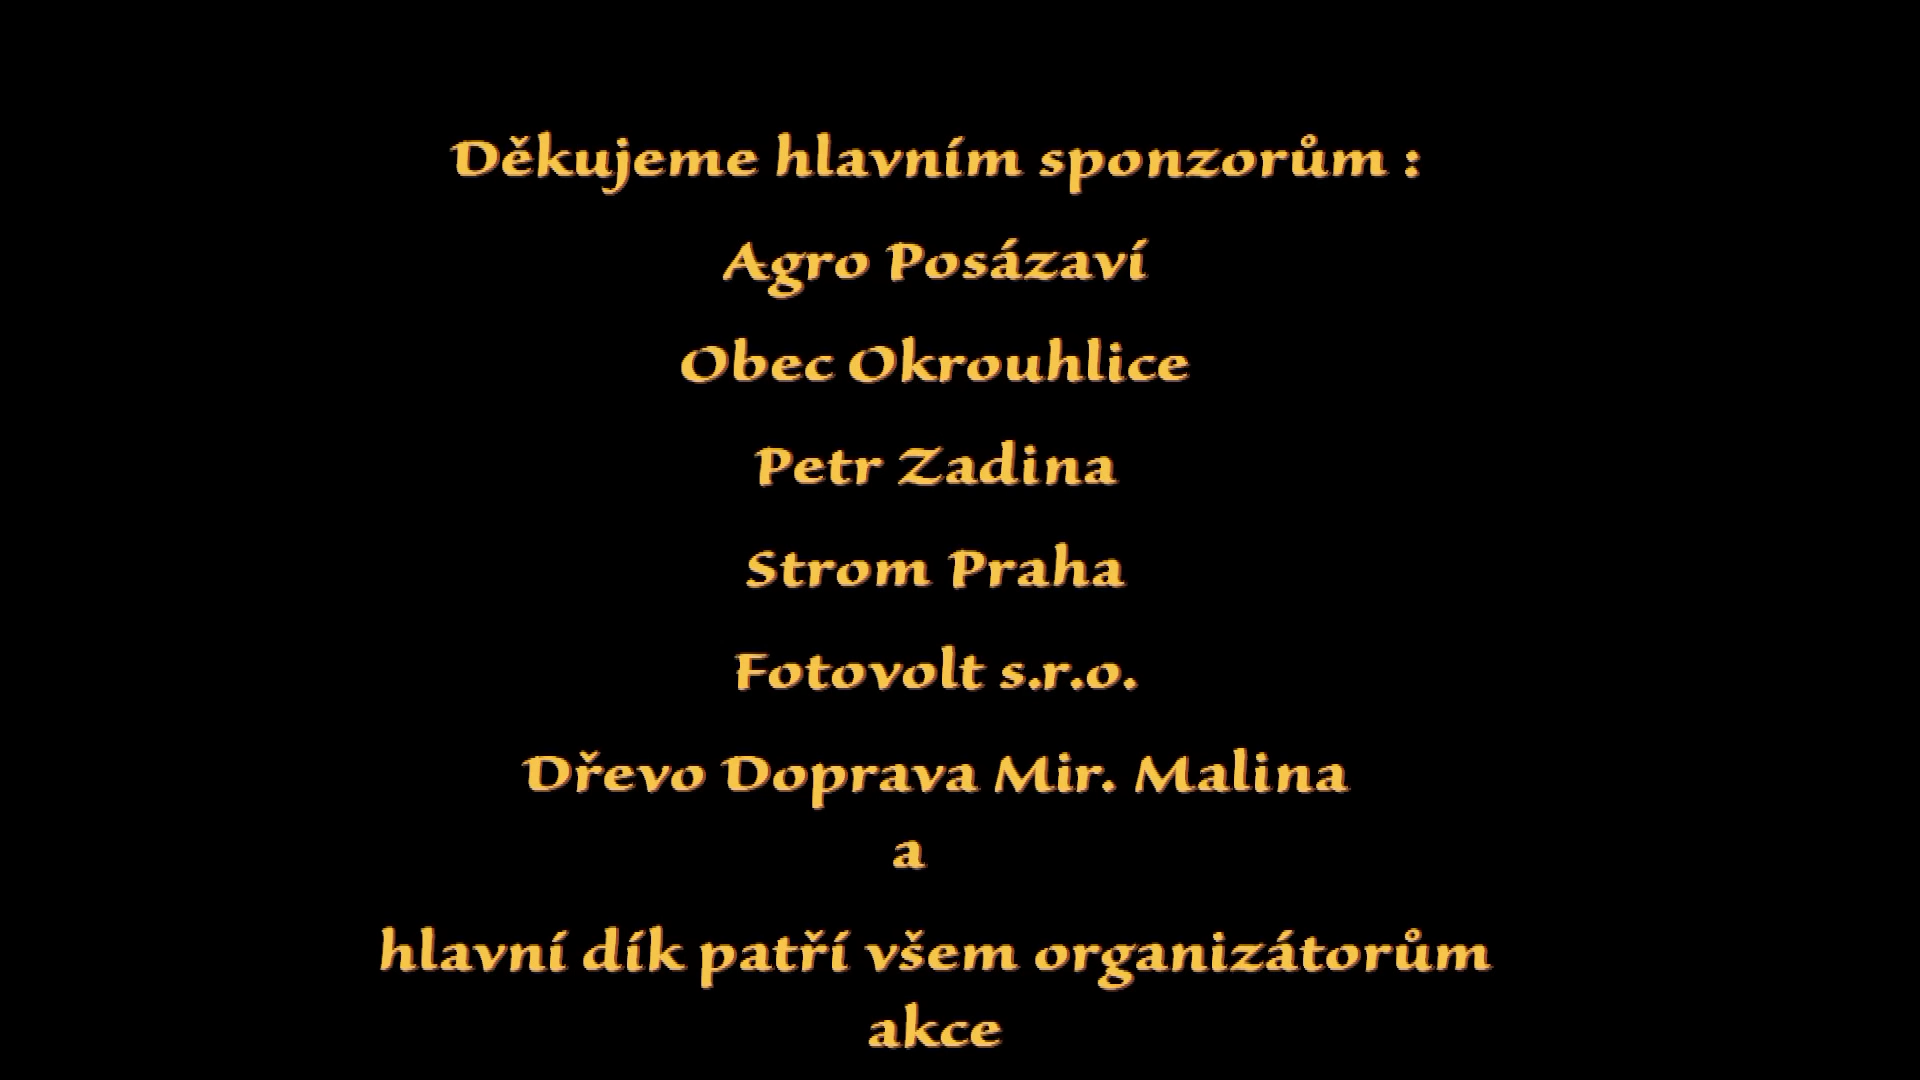 Děkujeme hlavním sponzorům :
Agro Posázaví
Obec Okrouhlice
Petr Zadina
Strom Praha
Fotovolt s.r.o.
Dřevo Doprava Mir. Malina
a
hlavní dík patří všem organizátorům
akce